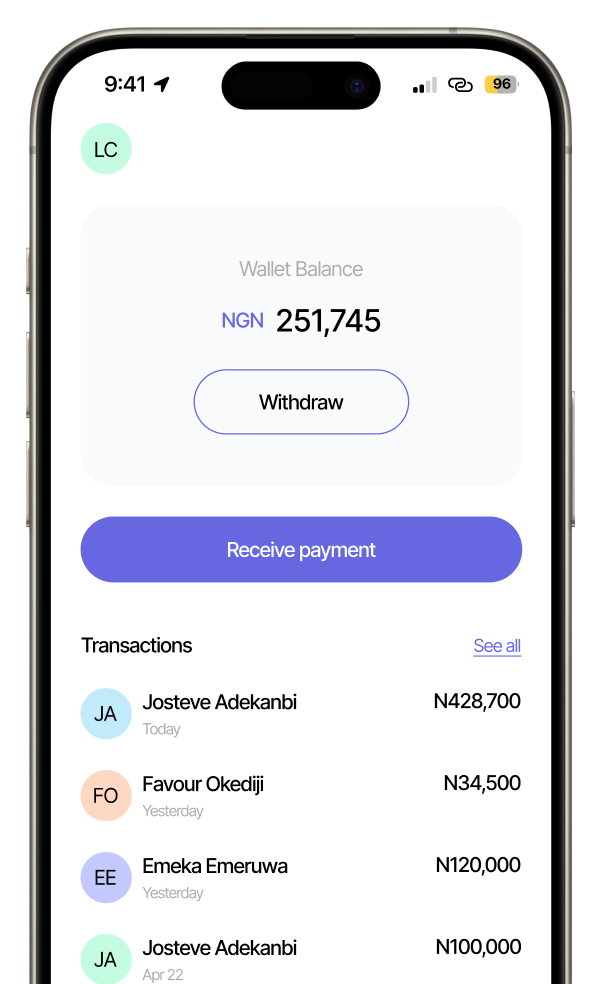 9:41
96
LC
Wallet Balance
NGN 251,745
Withdraw
Receive payment
Transactions See all
JA Josteve Adekanbi N428,700
Today
FO Favour Okediji N34,500
Yesterday
EE Emeka Emeruwa N120,000
Yesterday
JA Josteve Adekanbi N100,000
Apr 22